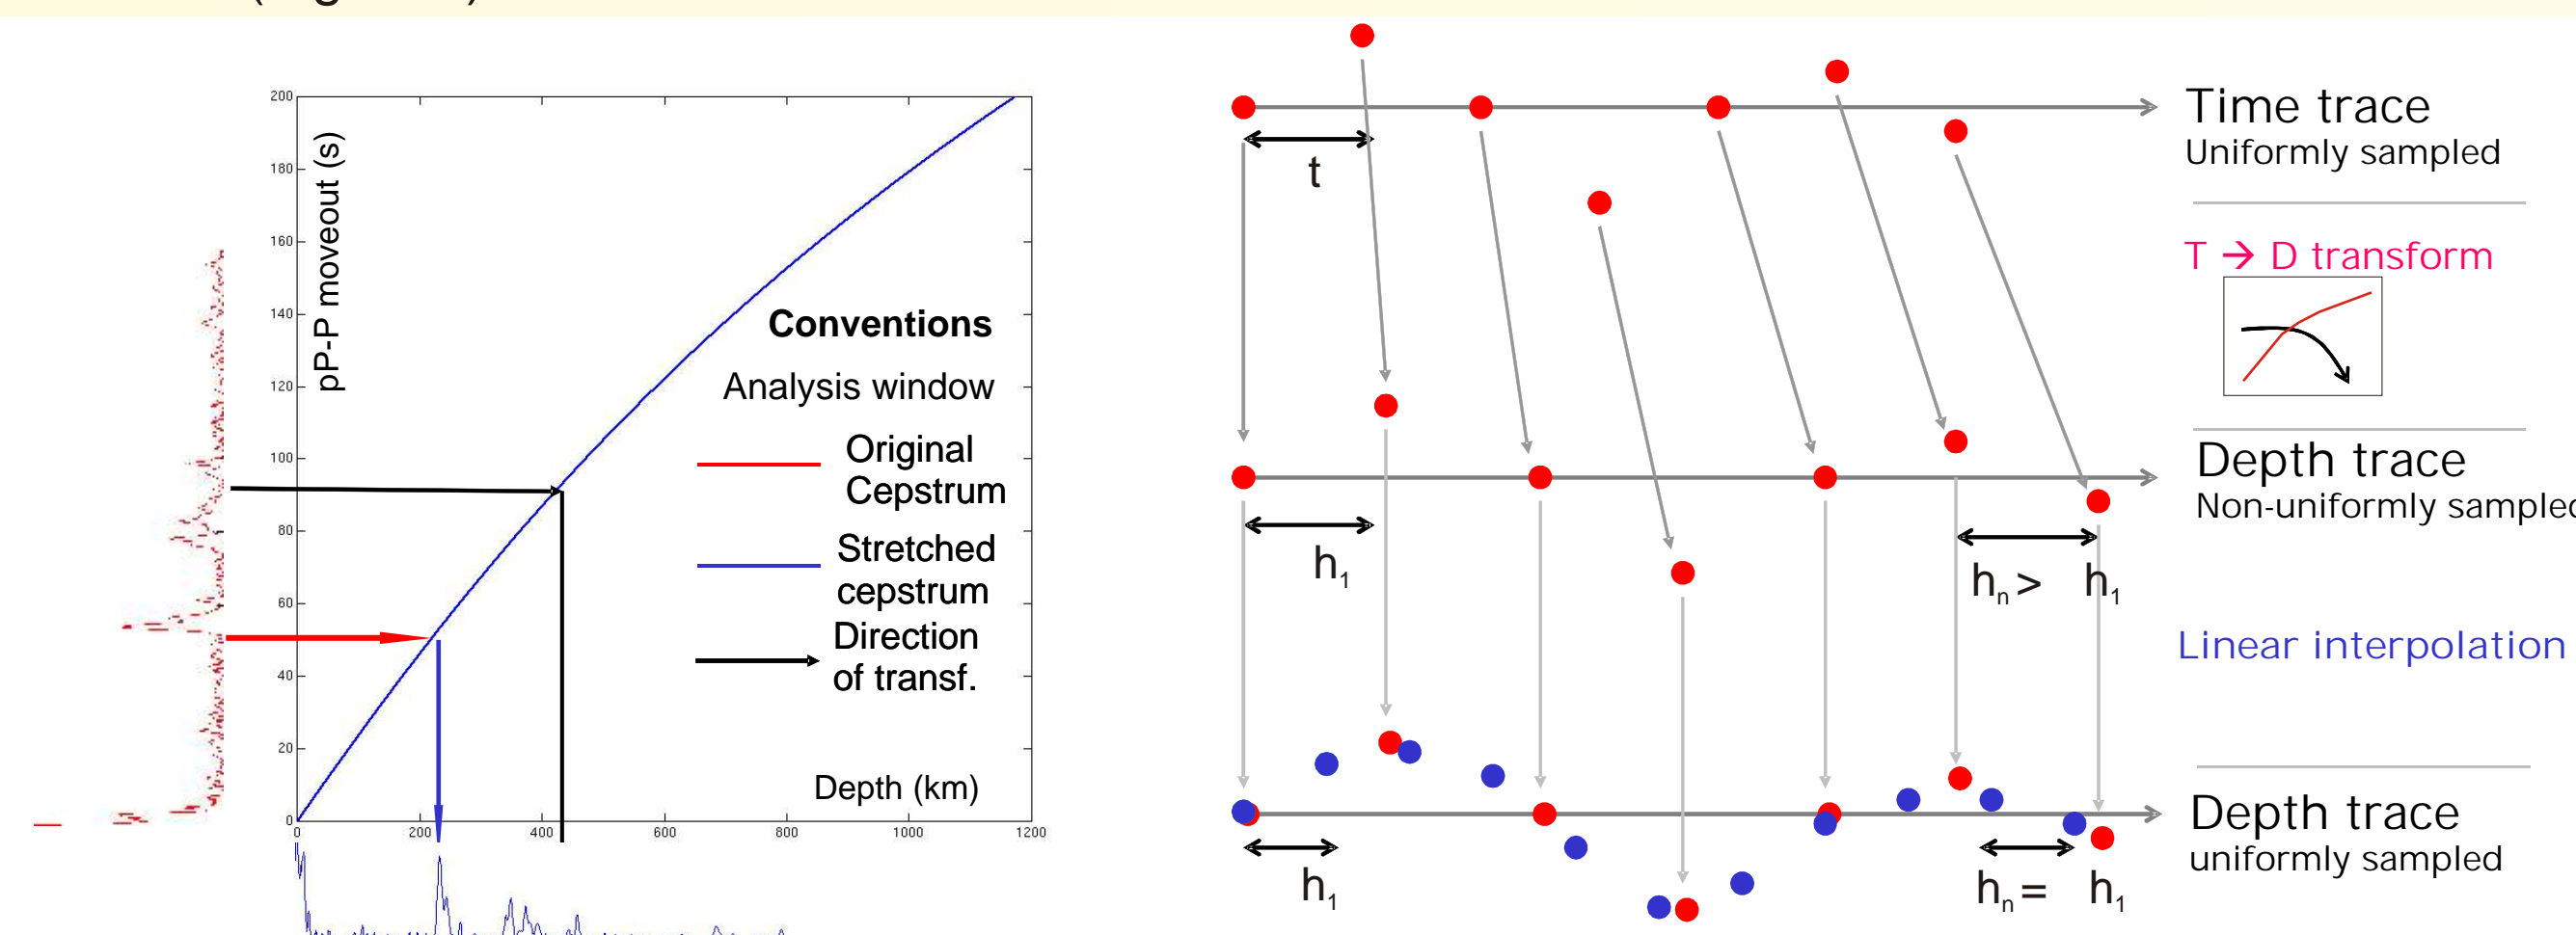 200
180
160
140
120
100
80
60
40
20
0
pP-P moveout (s)
Conventions
Analysis window
Original
Cepstrum
Stretched
cepstrum
Direction
of transf.
Depth (km)
0 200 400 600 800 1000 1200
t
Time trace
Uniformly sampled
T → D transform
Depth trace
Non-uniformly sampled
h1
hn > h1
Linear interpolation
Depth trace
uniformly sampled
h1
hn = h1